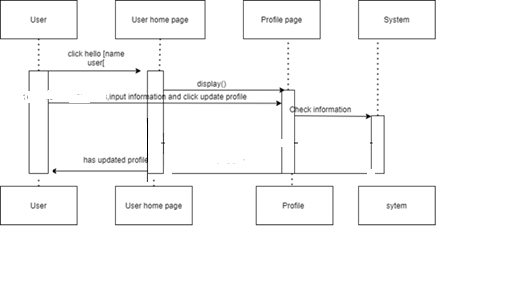 User
User home page
Profile page
System
click hello [name
user[
display()
,input information and click update profile
Check information
has updated profile
User
User home page
Profile
sytem